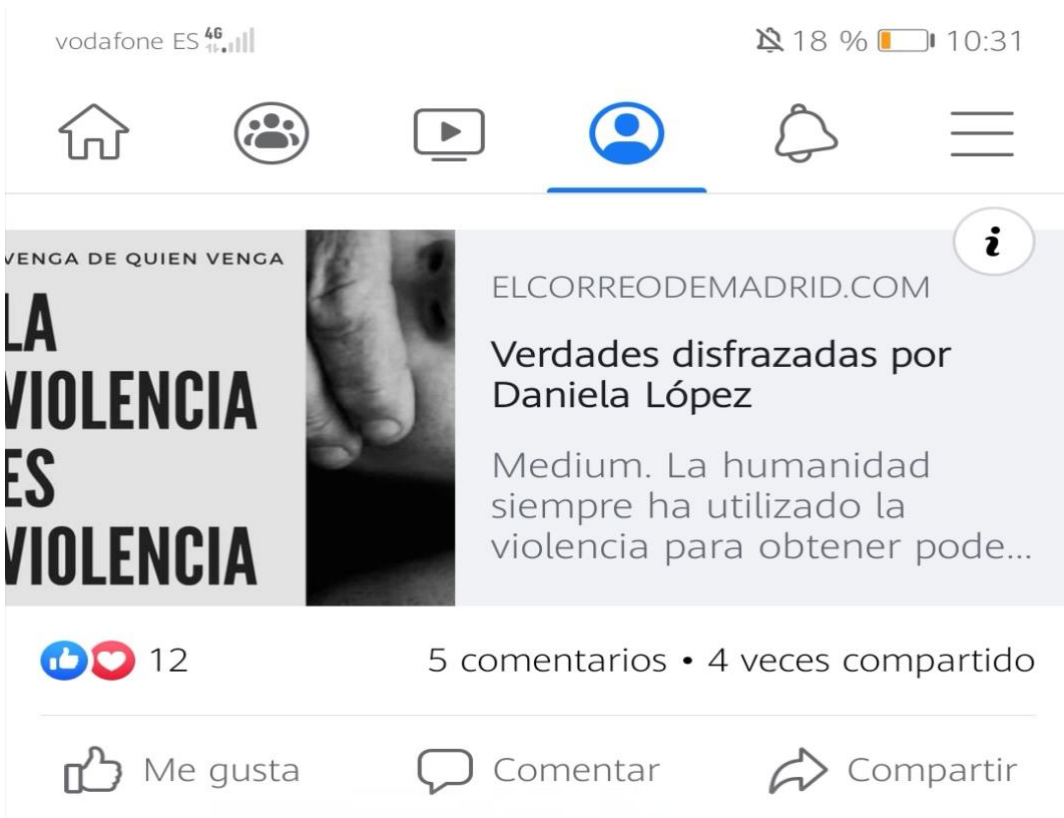 vodafone ES 4G 18 % 10:31
VENGA DE QUIEN VENGA
LA
VIOLENCIA
ES
VIOLENCIA
i
ELCORREODEMADRID.COM
Verdades disfrazadas por
Daniela López
Medium. La humanidad
siempre ha utilizado la
violencia para obtener pode...
12 5 comentarios • 4 veces compartido
Me gusta Comentar Compartir